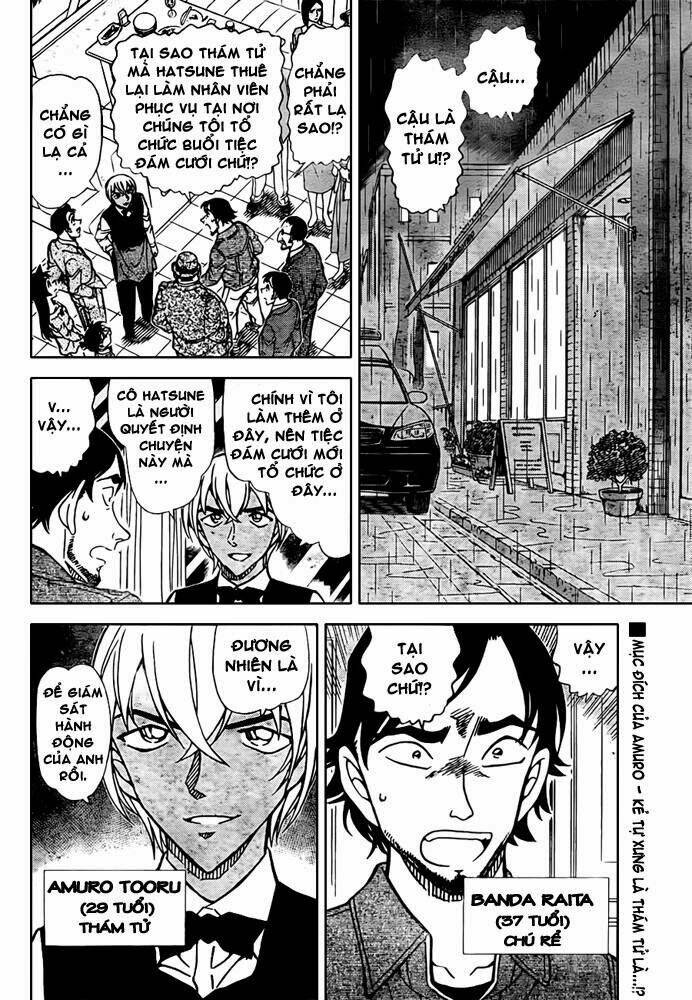 CẬU...
CẬU LÀ
THÁM
TỬ Ư!?
CHẲNG
PHẢI
RẤT LẠ
SAO!?
TẠI SAO THÁM TỬ
MÀ HATSUNE THUÊ
LẠI LÀM NHÂN VIÊN
PHỤC VỤ TẠI NƠI
CHÚNG TÔI TỔ
CHỨC BUỔI TIỆC
ĐÁM CƯỚI CHỨ!?
CHẲNG
CÓ GÌ
LẠ CẢ
...
CHÍNH VÌ TÔI
LÀM THÊM Ở
ĐÂY, NÊN TIỆC
ĐÁM CƯỚI MỚI
TỔ CHỨC Ở
ĐÂY...
CÔ HATSUNE
LÀ NGƯỜI
QUYẾT ĐỊNH
CHUYỆN
NÀY MÀ
...
V...
VẬY...
VẬY
...
TẠI
SAO
CHỨ!?
BANDA RAITA
(37 TUỔI)
CHÚ RỂ
ĐƯƠNG
NHIÊN LÀ
VÌ...
ĐỂ GIÁM
SÁT
HÀNH
ĐỘNG
CỦA ANH
RỒI.
AMURO TOORU
(29 TUỔI)
THÁM TỬ
MỤC ĐÍCH CỦA AMURO - KẺ TỰ XƯNG LÀ THÁM TỬ LÀ...!?